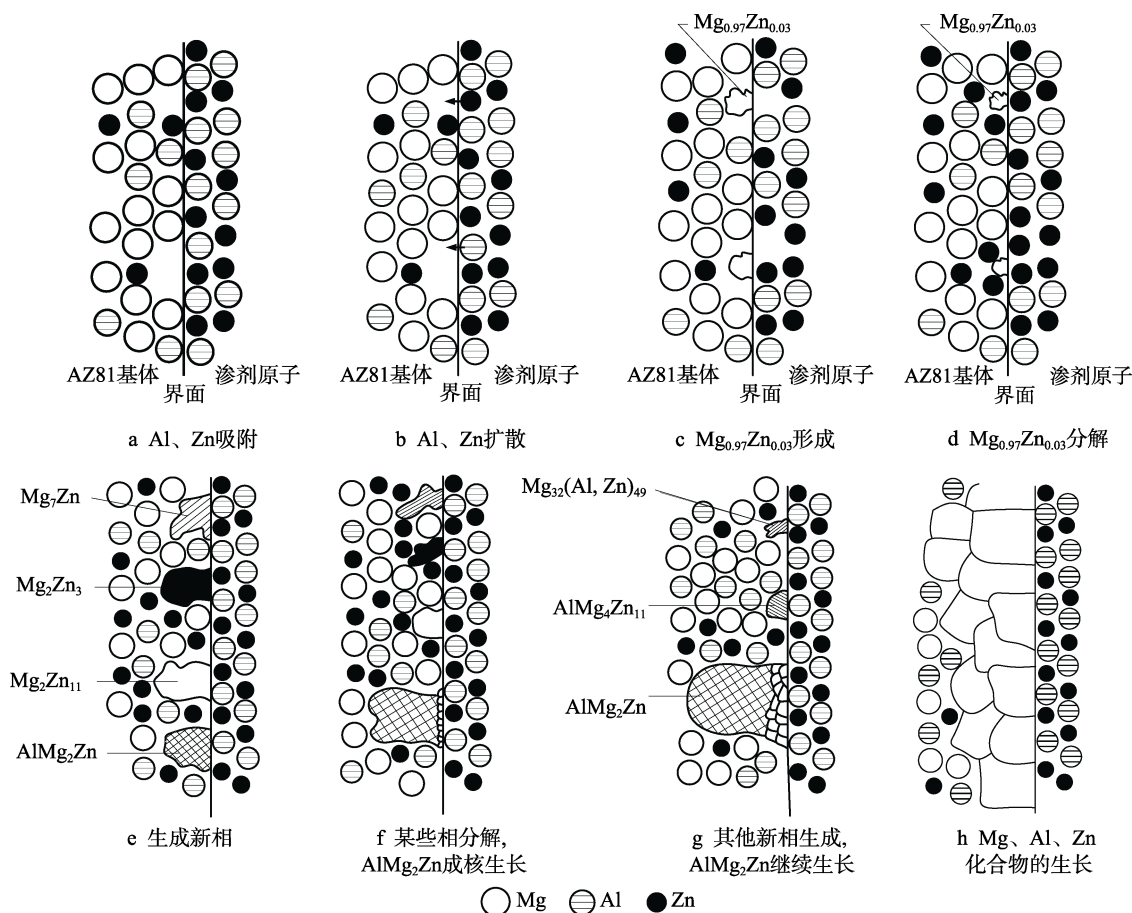 Mg0.97Zn0.03
Mg0.97Zn0.03
AZ81基体
界面
渗剂原子
AZ81基体
界面
渗剂原子
AZ81基体
界面
渗剂原子
AZ81基体
界面
渗剂原子
a Al、Zn吸附
b Al、Zn扩散
c Mg0.97Zn0.03形成
d Mg0.97Zn0.03分解
Mg7Zn
Mg2Zn3
Mg2Zn11
AlMg2Zn
Mg32(Al, Zn)49
AlMg4Zn11
AlMg2Zn
e 生成新相
f 某些相分解,
AlMg2Zn成核生长
g 其他新相生成,
AlMg2Zn继续生长
h Mg、Al、Zn
化合物的生长
Mg
Al
Zn